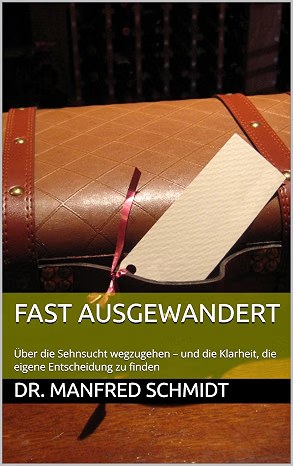 FAST AUSGEWANDERT
Über die Sehnsucht wegzugehen – und die Klarheit, die
eigene Entscheidung zu finden
DR. MANFRED SCHMIDT